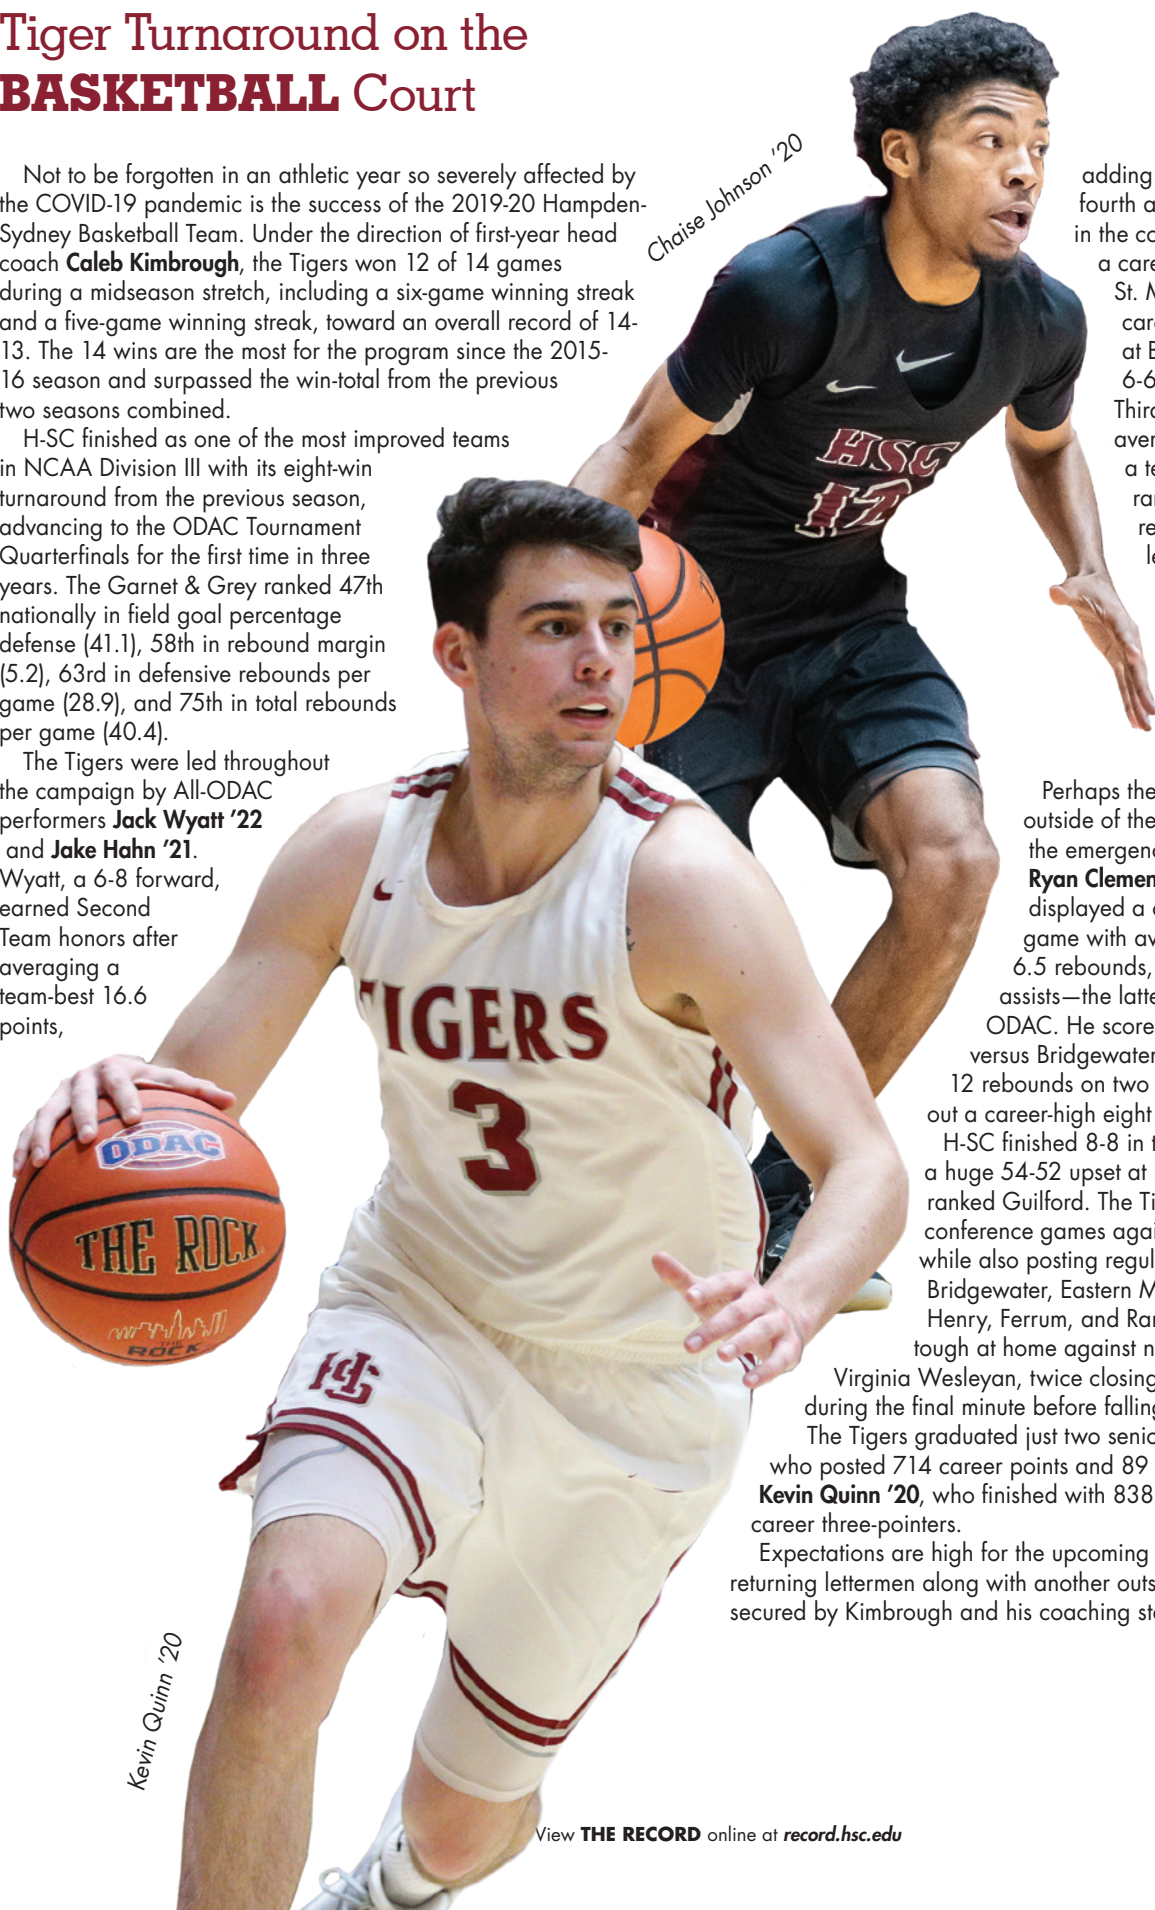 Tiger Turnaround on the
BASKETBALL Court
Not to be forgotten in an athletic year so severely affected by
the COVID-19 pandemic is the success of the 2019-20 Hampden-
Sydney Basketball Team. Under the direction of first-year head
coach Caleb Kimbrough, the Tigers won 12 of 14 games
during a midseason stretch, including a six-game winning streak
and a five-game winning streak, toward an overall record of 14-
13. The 14 wins are the most for the program since the 2015-
16 season and surpassed the win-total from the previous
two seasons combined.
H-SC finished as one of the most improved teams
in NCAA Division III with its eight-win
turnaround from the previous season,
advancing to the ODAC Tournament
Quarterfinals for the first time in three
years. The Garnet & Grey ranked 47th
nationally in field goal percentage
defense (41.1), 58th in rebound margin
(5.2), 63rd in defensive rebounds per
game (28.9), and 75th in total rebounds
per game (40.4).
The Tigers were led throughout
the campaign by All-ODAC
performers Jack Wyatt '22
and Jake Hahn '21.
Wyatt, a 6-8 forward,
earned Second
Team honors after
averaging a
team-best 16.6
points,
Chaise Johnson '20
HSC
12
TIGERS
3
ODAC
THE ROCK
THE
ROCK
HSC
Kevin Quinn '20
adding
fourth
in the
a
St.
at
6-6
a
Perhaps the
outside of the
the
Ryan
displayed a
game with
6.5 rebounds,
assists—the
ODAC. He
versus Bridgewater
12 rebounds on two
out a career-high eight
H-SC finished 8-8 in
a huge 54-52 upset at
ranked Guilford. The
conference games
while also posting
Bridgewater, Eastern
Henry, Ferrum, and
tough at home against
Virginia Wesleyan, twice closing
during the final minute before
The Tigers graduated just two
who posted 714 career points and 89
Kevin Quinn '20, who finished with 838
career three-pointers.
Expectations are high for the upcoming
returning lettermen along with another
secured by Kimbrough and his coaching
View THE RECORD online at record.hsc.edu